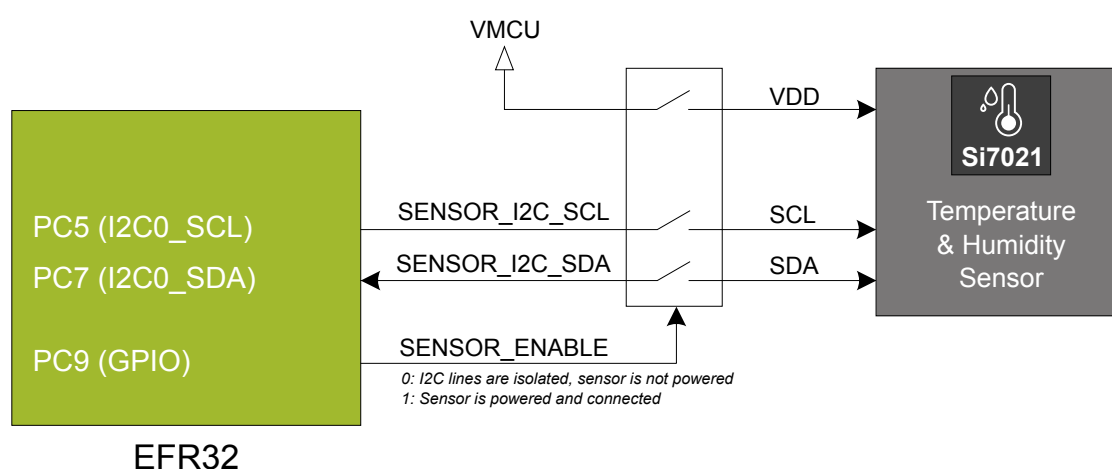 VMCU
VDD
Si7021
PC5 (I2C0_SCL)
SENSOR_I2C_SCL
SCL
Temperature
& Humidity
Sensor
PC7 (I2C0_SDA)
SENSOR_I2C_SDA
SDA
PC9 (GPIO)
SENSOR_ENABLE
0: I2C lines are isolated, sensor is not powered
1: Sensor is powered and connected
EFR32